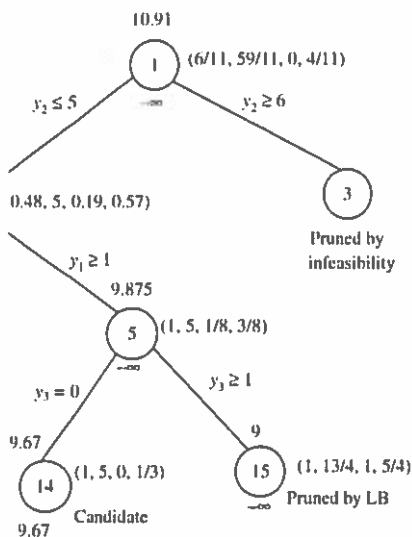 10.91
1
(6/11, 59/11, 0, 4/11)
-∞
y₂ ≤ 5
y₂ ≥ 6
0.48, 5, 0.19, 0.57)
3
Pruned by
infeasibility
y₁ ≥ 1
9.875
5
(1, 5, 1/8, 3/8)
-∞
y₃ = 0
y₃ ≥ 1
9.67
14
(1, 5, 0, 1/3)
9
15
(1, 13/4, 1, 5/4)
9.67
Candidate
-∞
Pruned by LB